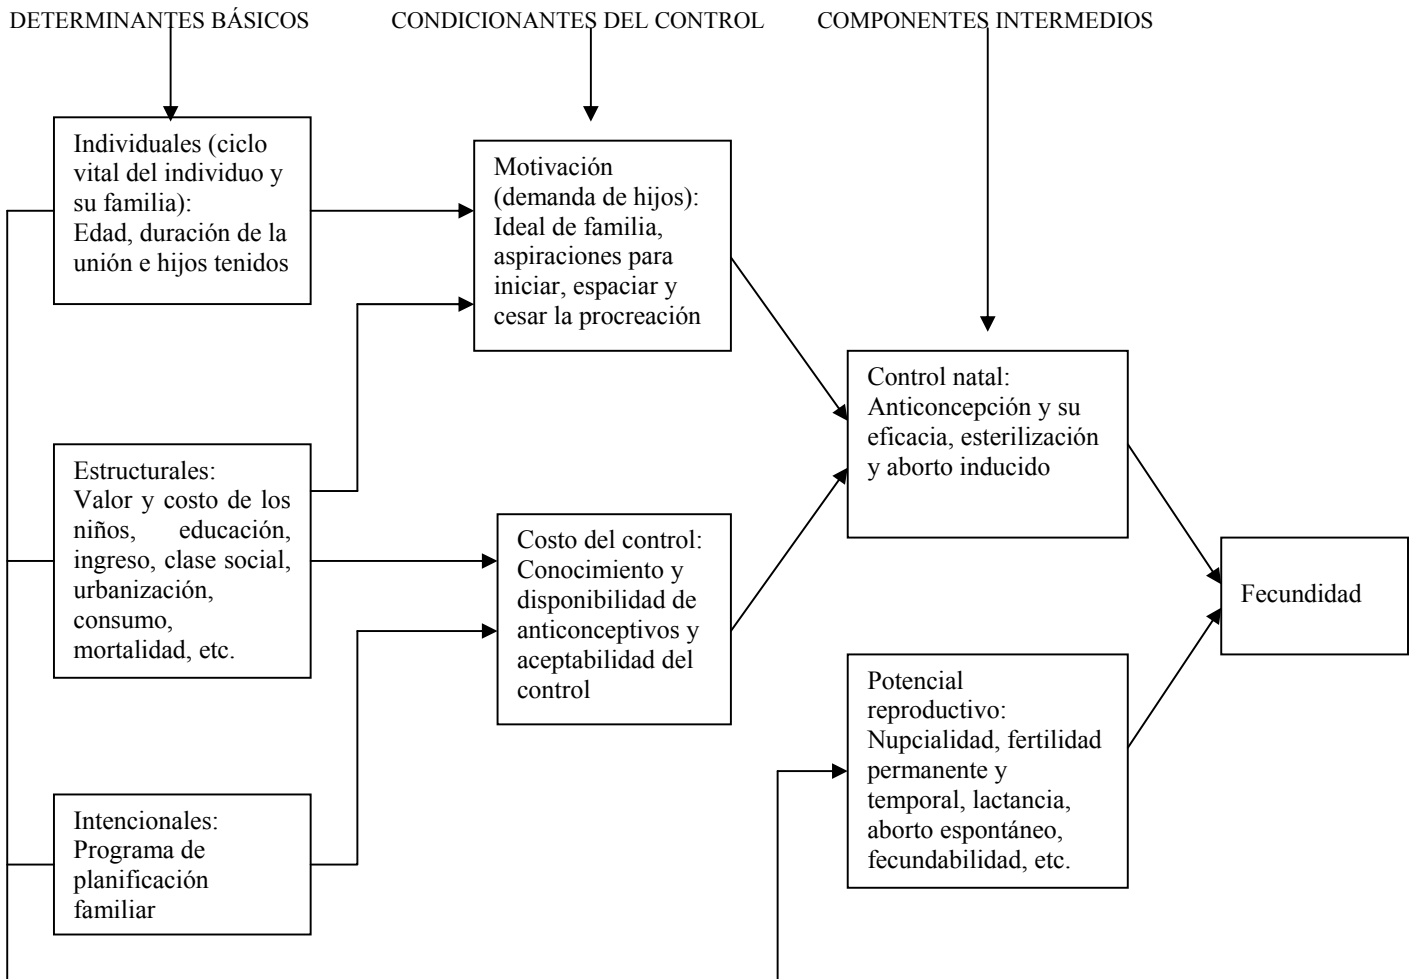 DETERMINANTES BÁSICOS
CONDICIONANTES DEL CONTROL
COMPONENTES INTERMEDIOS
Individuales (ciclo
vital del individuo y
su familia):
Edad, duración de la
unión e hijos tenidos
Motivación
(demanda de hijos):
Ideal de familia,
aspiraciones para
iniciar, espaciar y
cesar la procreación
Control natal:
Anticoncepción y su
eficacia, esterilización
y aborto inducido
Estructurales:
Valor y costo de los
niños, educación,
ingreso, clase social,
urbanización,
consumo,
mortalidad, etc.
Costo del control:
Conocimiento y
disponibilidad de
anticonceptivos y
aceptabilidad del
control
Fecundidad
Potencial
reproductivo:
Nupcialidad, fertilidad
permanente y
temporal, lactancia,
aborto espontáneo,
fecundabilidad, etc.
Intencionales:
Programa de
planificación
familiar